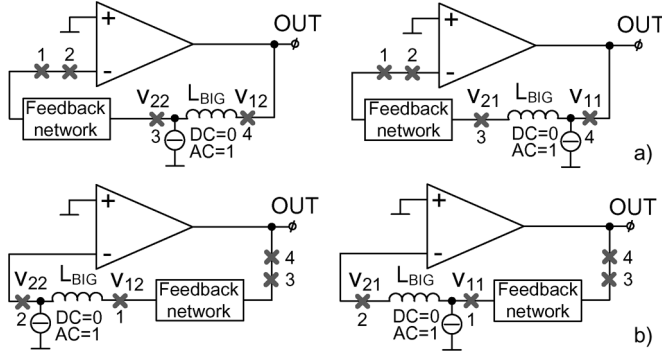 OUT
OUT
+
+
1 2
1 2
-
-
V22 LBIG V12
V21 LBIG V11
Feedback
network
Feedback
network
3 DC=0 4
AC=1
3 DC=0 4
AC=1
a)
OUT
OUT
+
+
-
-
4
3
4
3
V22 LBIG V12
V21 LBIG V11
Feedback
network
Feedback
network
2 DC=0 1
AC=1
2 DC=0 1
AC=1
b)